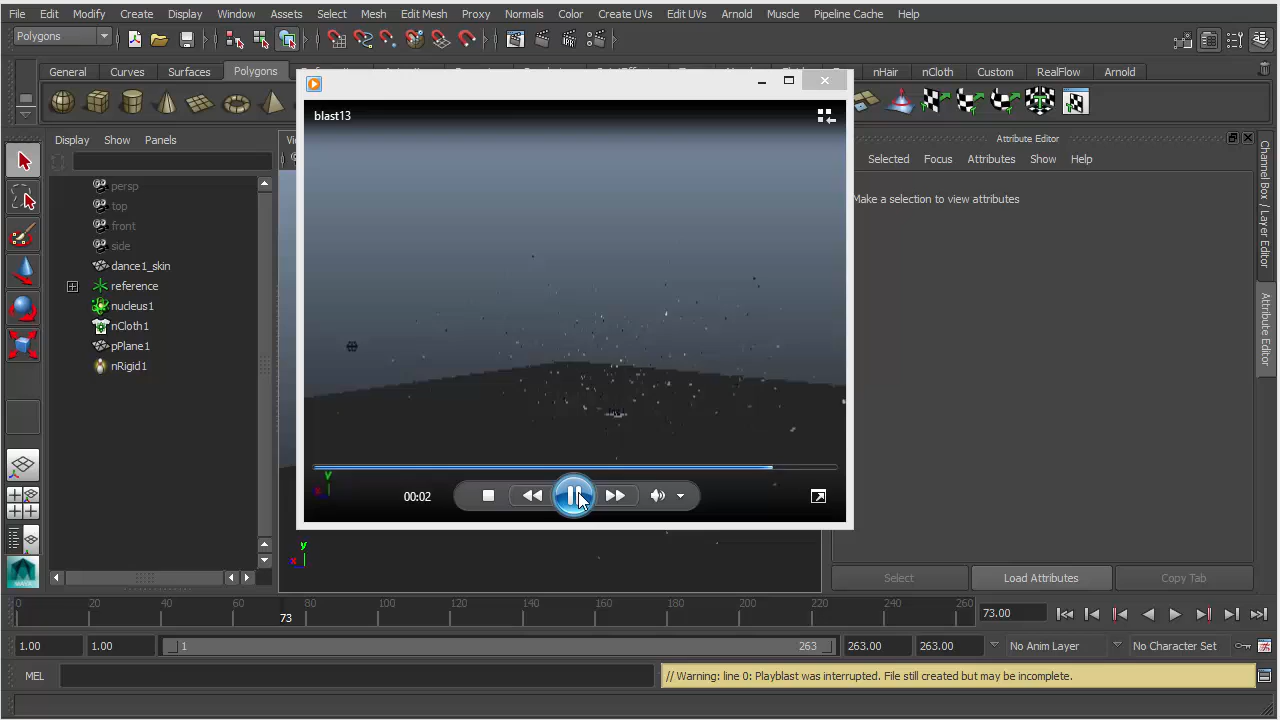 File Edit Modify Create Display Window Assets Select Mesh Edit Mesh Proxy Normals Color Create UVs Edit UVs Arnold Muscle Pipeline Cache Help
Polygons
General Curves Surfaces Polygons nHair nCloth Custom RealFlow Arnold
blast13
Display Show Panels
Attribute Editor
Selected Focus Attributes Show Help
Make a selection to view attributes
persp
top
front
side
dance1_skin
reference
nucleus1
nCloth1
pPlane1
nRigid1
Channel Box / Layer Editor
Attribute Editor
00:02
y
x
y
x
Select Load Attributes Copy Tab
0 20 40 60 80 100 120 140 160 180 200 220 240 260
73
73.00
1.00 1.00 1 263 263.00 263.00 No Anim Layer No Character Set
MEL
// Warning: line 0: Playblast was interrupted. File still created but may be incomplete.